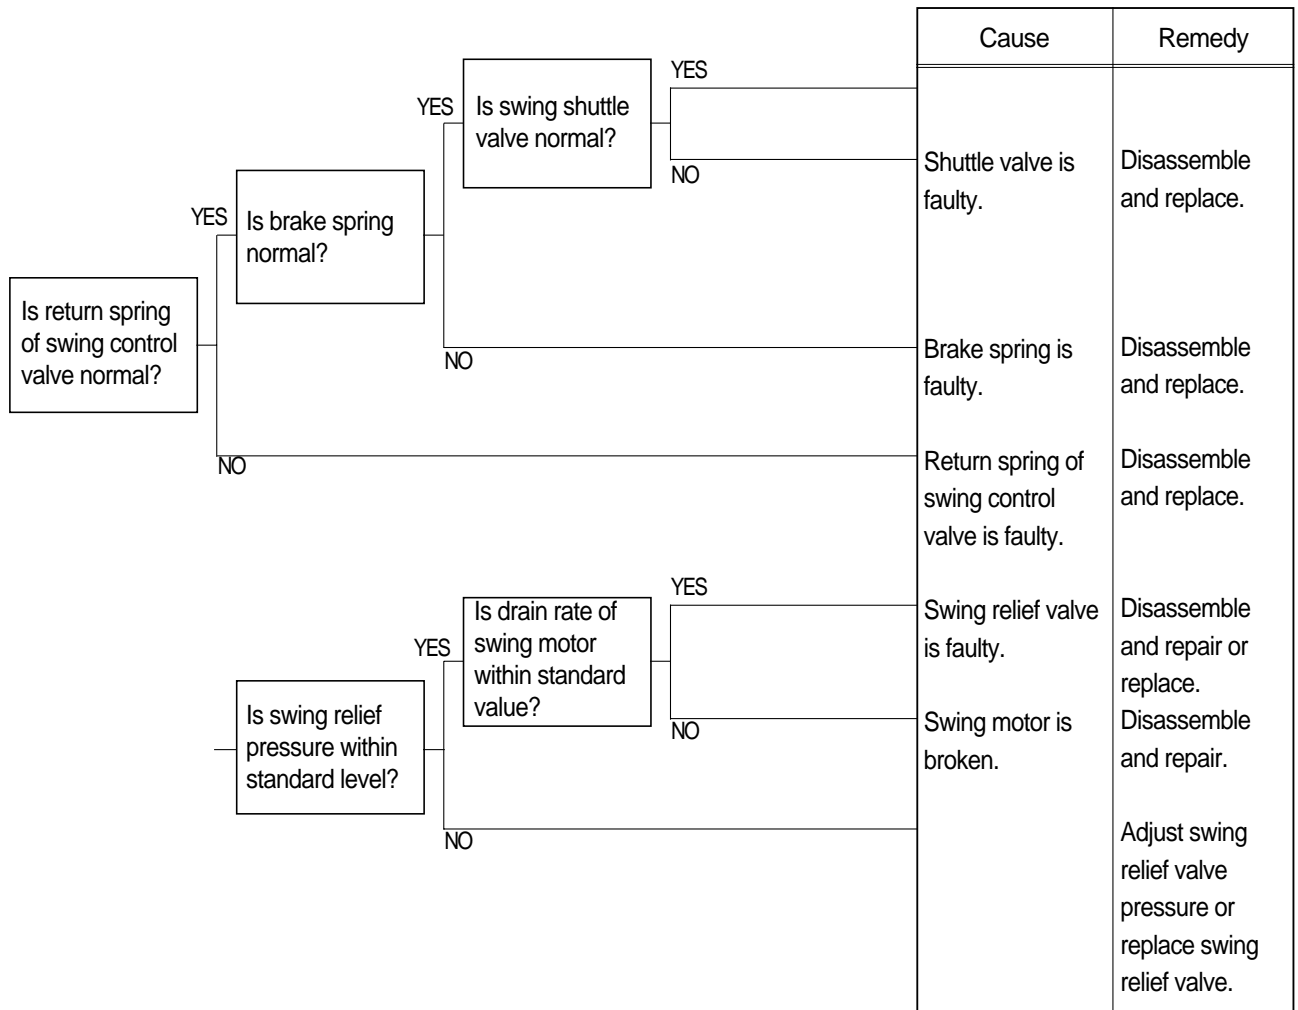 Cause
Remedy
YES
Is swing shuttle
valve normal?
YES
NO
Shuttle valve is
faulty.
Disassemble
and replace.
YES
Is brake spring
normal?
NO
Brake spring is
faulty.
Disassemble
and replace.
Is return spring
of swing control
valve normal?
NO
Return spring of
swing control
valve is faulty.
Disassemble
and replace.
YES
Is drain rate of
swing motor
within standard
value?
YES
Swing relief valve
is faulty.
Disassemble
and repair or
replace.
NO
Swing motor is
broken.
Disassemble
and repair.
Is swing relief
pressure within
standard level?
NO
Adjust swing
relief valve
pressure or
replace swing
relief valve.